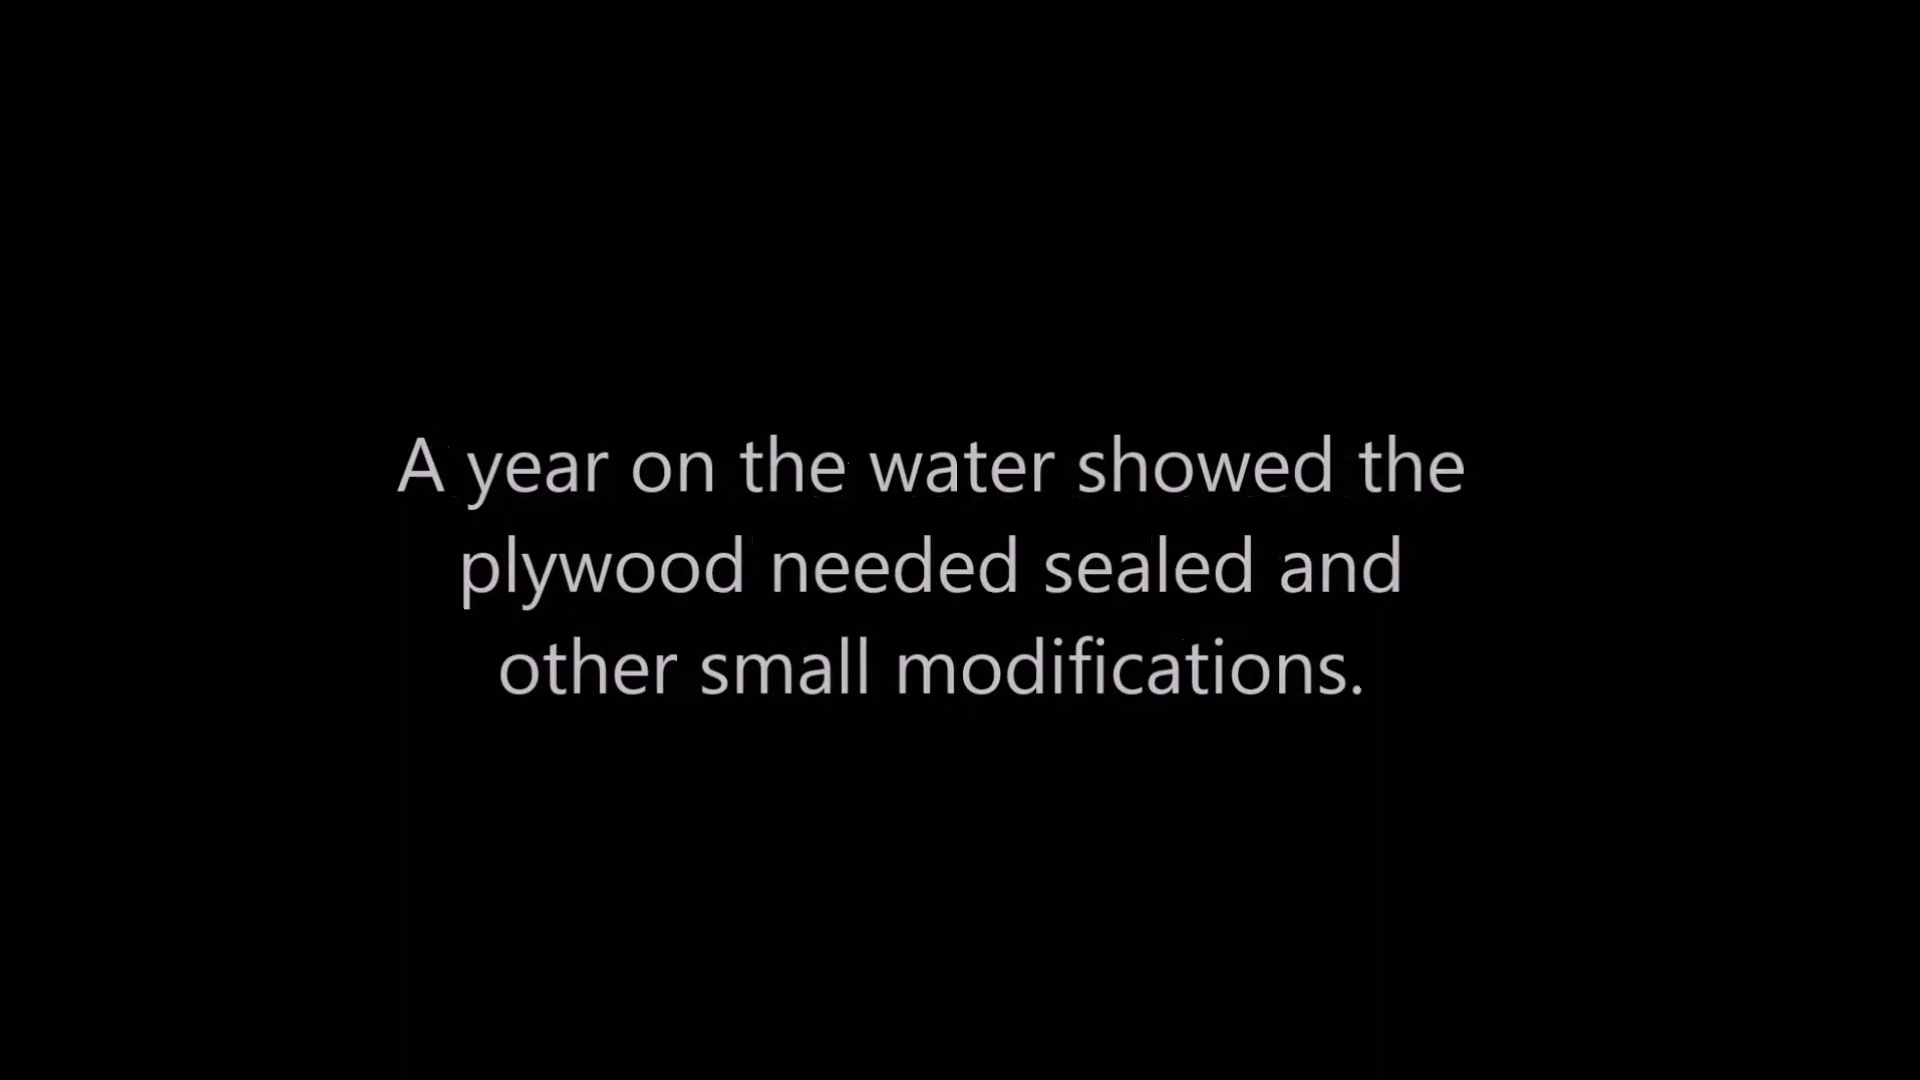 A year on the water showed the
plywood needed sealed and
other small modifications.